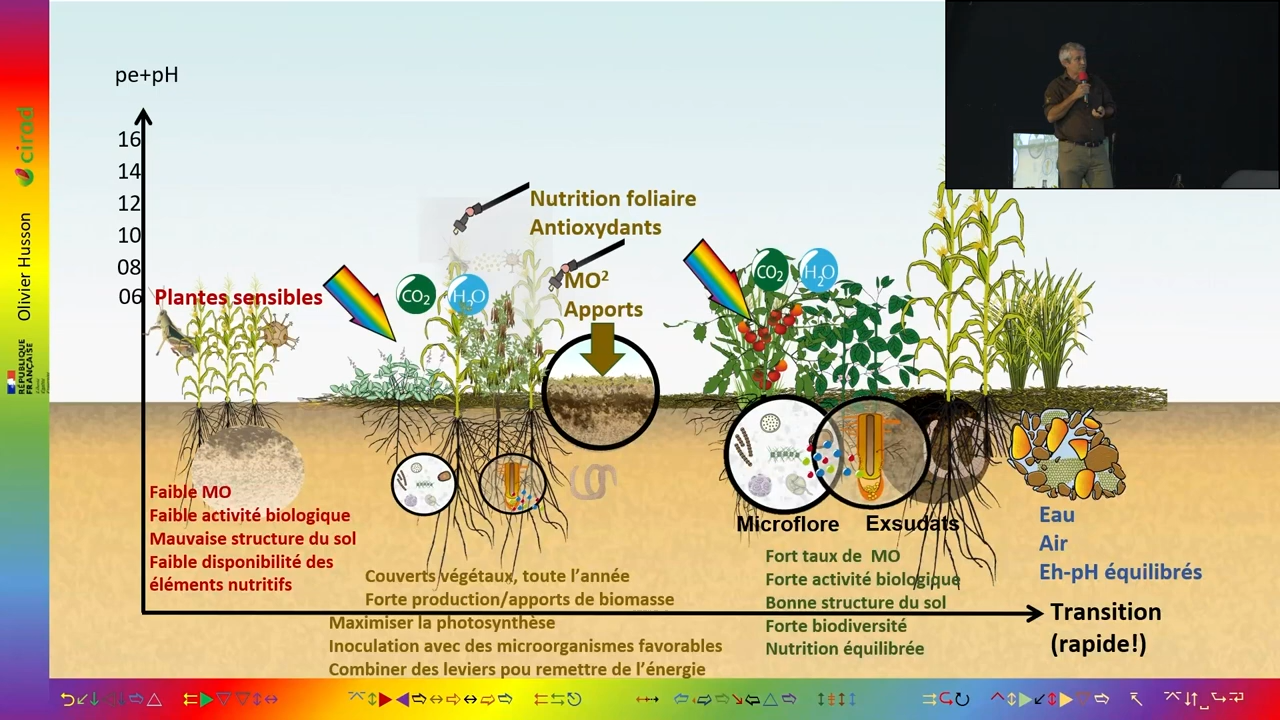 pe+pH
16
14
12
10
08
06
Plantes sensibles
Nutrition foliaire
Antioxydants
MO²
Apports
CO2
H2O
CO2
H2O
Faible MO
Faible activité biologique
Mauvaise structure du sol
Faible disponibilité des
éléments nutritifs
Couverts végétaux, toute l’année
Forte production/apports de biomasse
Maximiser la photosynthèse
Inoculation avec des microorganismes favorables
Combiner des leviers pou remettre de l’énergie
Microflore
Exsudats
Fort taux de MO
Forte activité biologique
Bonne structure du sol
Forte biodiversité
Nutrition équilibrée
Eau
Air
Eh-pH équilibrés
Transition
(rapide!)
cirad
Olivier Husson
RÉPUBLIQUE
FRANÇAISE